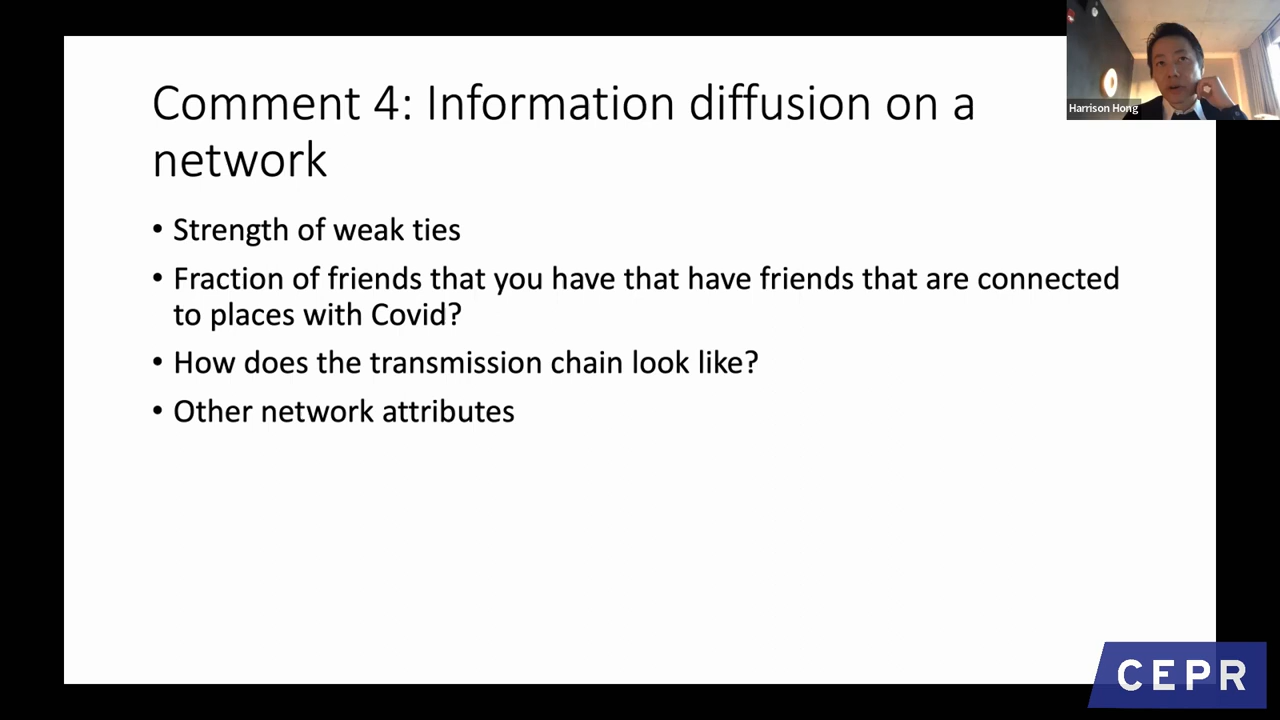 Comment 4: Information diffusion on a
network
• Strength of weak ties
• Fraction of friends that you have that have friends that are connected
to places with Covid?
• How does the transmission chain look like?
• Other network attributes
Harrison Hong
CEPR